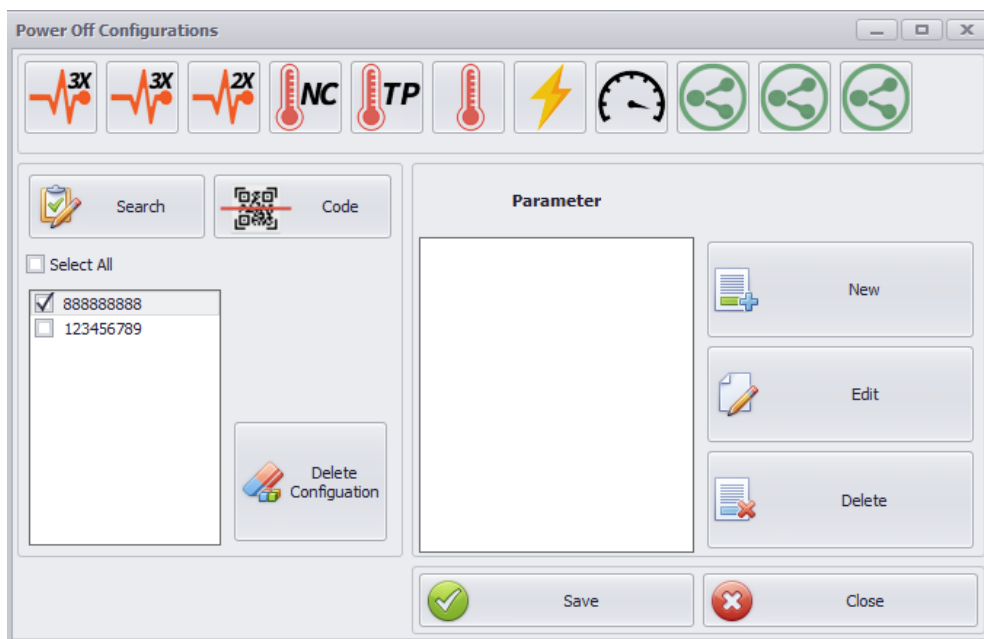 Power Off Configurations
3X
3X
2X
NC
TP
Search
Code
Select All
888888888
123456789
Delete
Configuation
Parameter
New
Edit
Delete
Save
Close